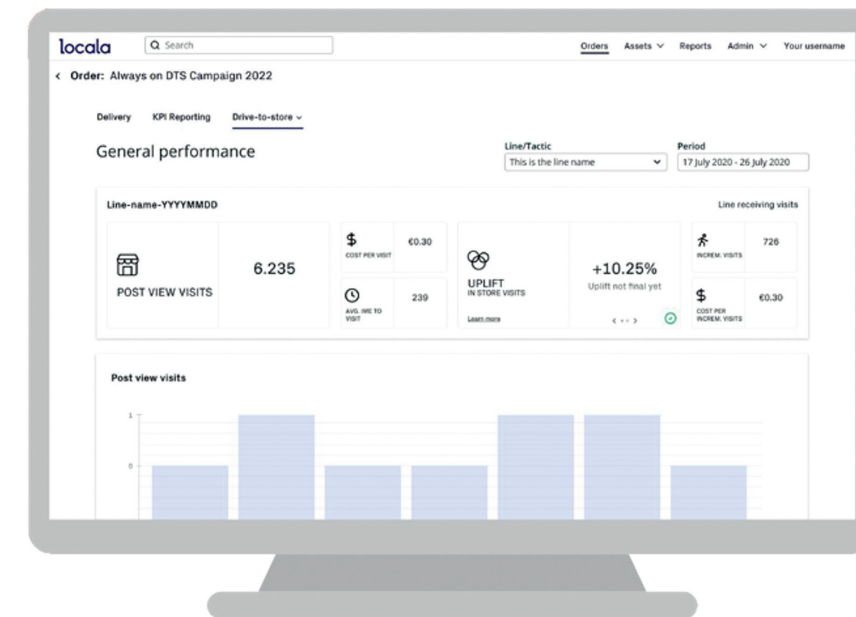 locala
Search
Orders Assets Reports Admin Your username
Order: Always on DTS Campaign 2022
Delivery KPI Reporting Drive-to-store
General performance
Line/Tactic
This is the line name
Period
17 July 2020 - 26 July 2020
Line-name-YYYYMMDD
Line receiving visits
POST VIEW VISITS
6.235
COST PER VISIT
€0.30
AVG. IME TO
VISIT
239
UPLIFT
IN STORE VISITS
Learn more
+10.25%
Uplift not final yet
INCREM. VISITS
726
COST PER
INCREM. VISITS
€0.30
Post view visits
1
0